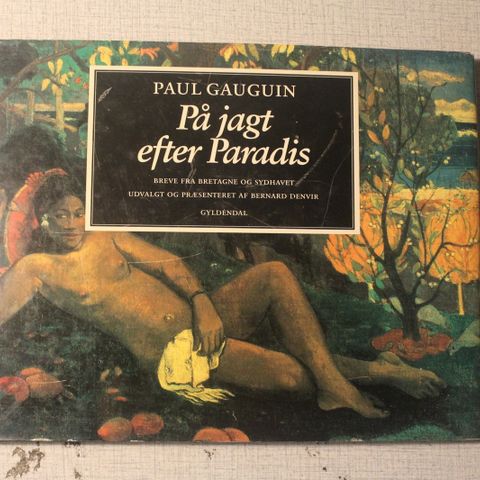 PAUL GAUGUIN
På jagt
efter Paradis
BREVE FRA BRETAGNE OG SYDHAVET
UDVALGT OG PRÆSENTERET AF BERNARD DENVIR
GYLDENDAL